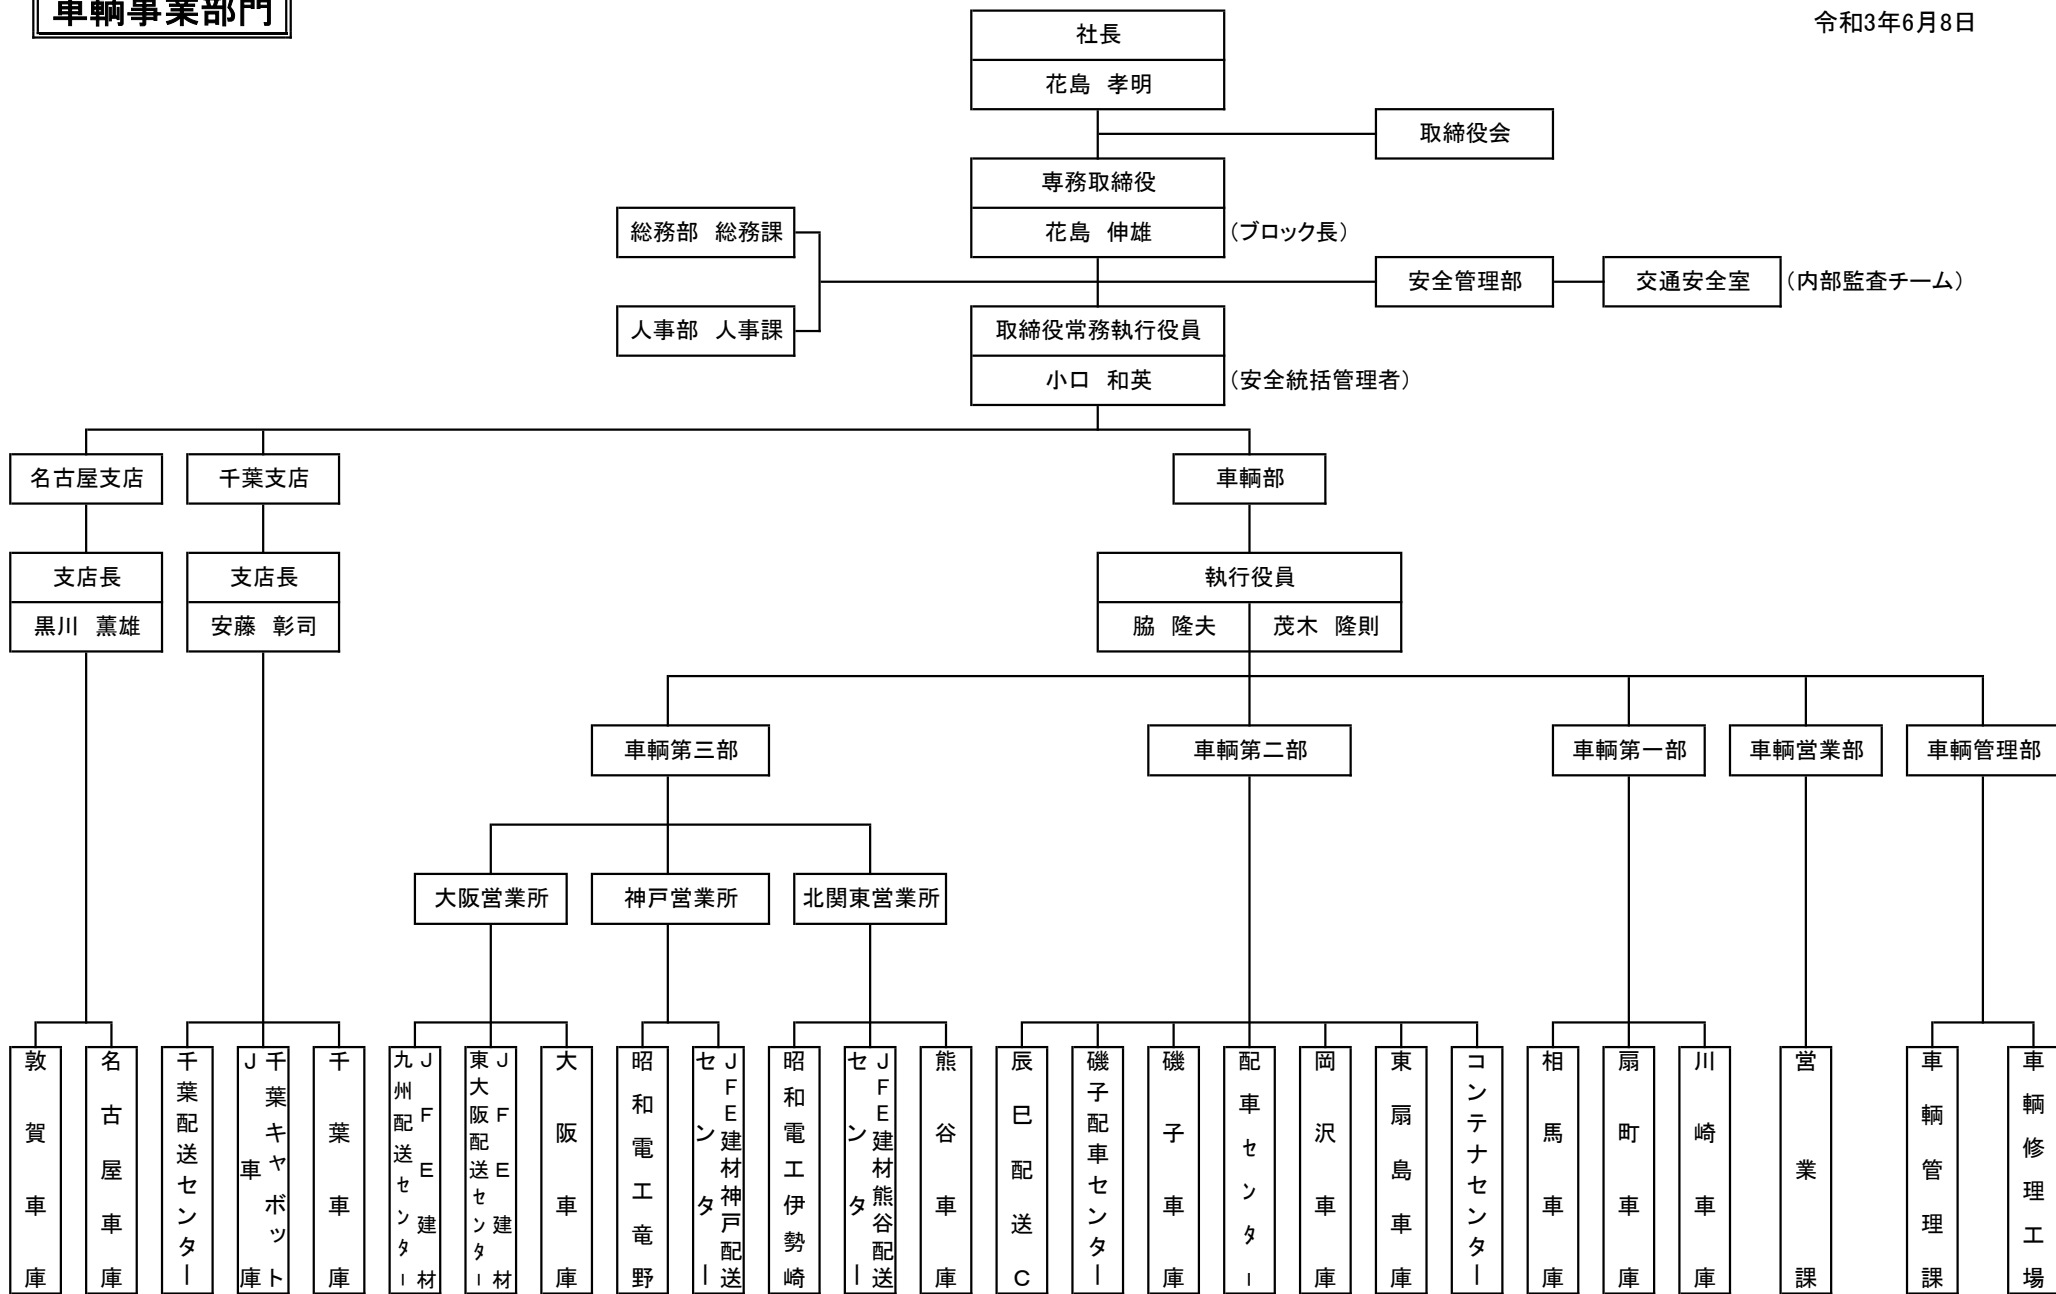 車輌事業部門
令和3年6月8日
社長
花島 孝明
取締役会
専務取締役
花島 伸雄
(ブロック長)
総務部 総務課
人事部 人事課
安全管理部
交通安全室
(内部監査チーム)
取締役常務執行役員
小口 和英
(安全統括管理者)
名古屋支店
千葉支店
車輌部
支店長
黒川 薫雄
支店長
安藤 彰司
執行役員
脇 隆夫
茂木 隆則
車輌第三部
車輌第二部
車輌第一部
車輌営業部
車輌管理部
大阪営業所
神戸営業所
北関東営業所
敦賀車庫
名古屋車庫
千葉配送センター
千葉キャボット
J車庫
千葉車庫
JFE建材
九州配送センター
JFE建材
東大阪配送センター
大阪車庫
昭和電工竜野
JFE建材神戸配送
センター
昭和電工伊勢崎
JFE建材熊谷配送
センター
熊谷車庫
辰巳配送C
磯子配車センター
磯子車庫
配車センター
岡沢車庫
東扇島車庫
コンテナセンター
相馬車庫
扇町車庫
川崎車庫
営業課
車輌管理課
車輌修理工場